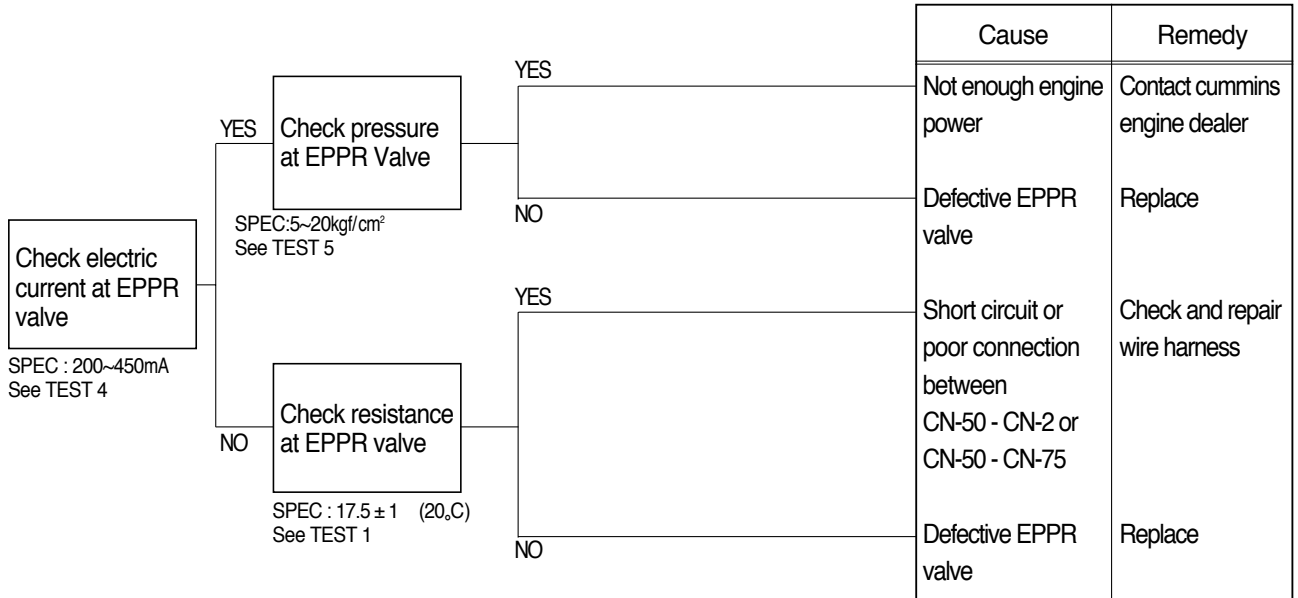 Cause
Remedy
YES
Not enough engine
power
Contact cummins
engine dealer
YES
Check pressure
at EPPR Valve
NO
Defective EPPR
valve
Replace
SPEC:5~20kgf/cm²
See TEST 5
Check electric
current at EPPR
valve
SPEC : 200~450mA
See TEST 4
YES
Short circuit or
poor connection
between
CN-50 - CN-2 or
CN-50 - CN-75
Check and repair
wire harness
NO
Check resistance
at EPPR valve
SPEC : 17.5 ± 1 (20。C)
See TEST 1
NO
Defective EPPR
valve
Replace